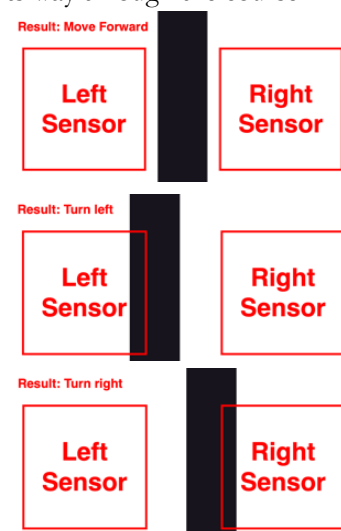 Result: Move Forward
Left Right
Sensor Sensor
Result: Turn left
Left Right
Sensor Sensor
Result: Turn right
Left Right
Sensor Sensor